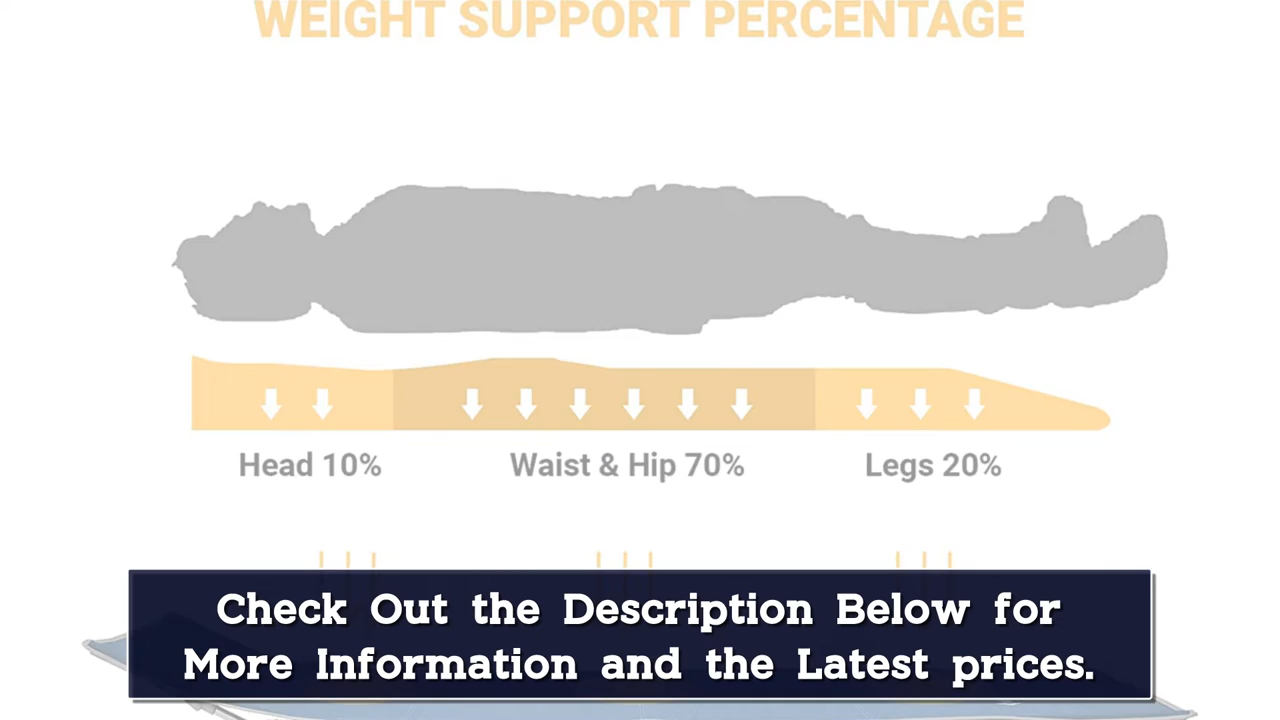 WEIGHT SUPPORT PERCENTAGE
Head 10%
Waist & Hip 70%
Legs 20%
Check Out the Description Below for
More Information and the Latest prices.